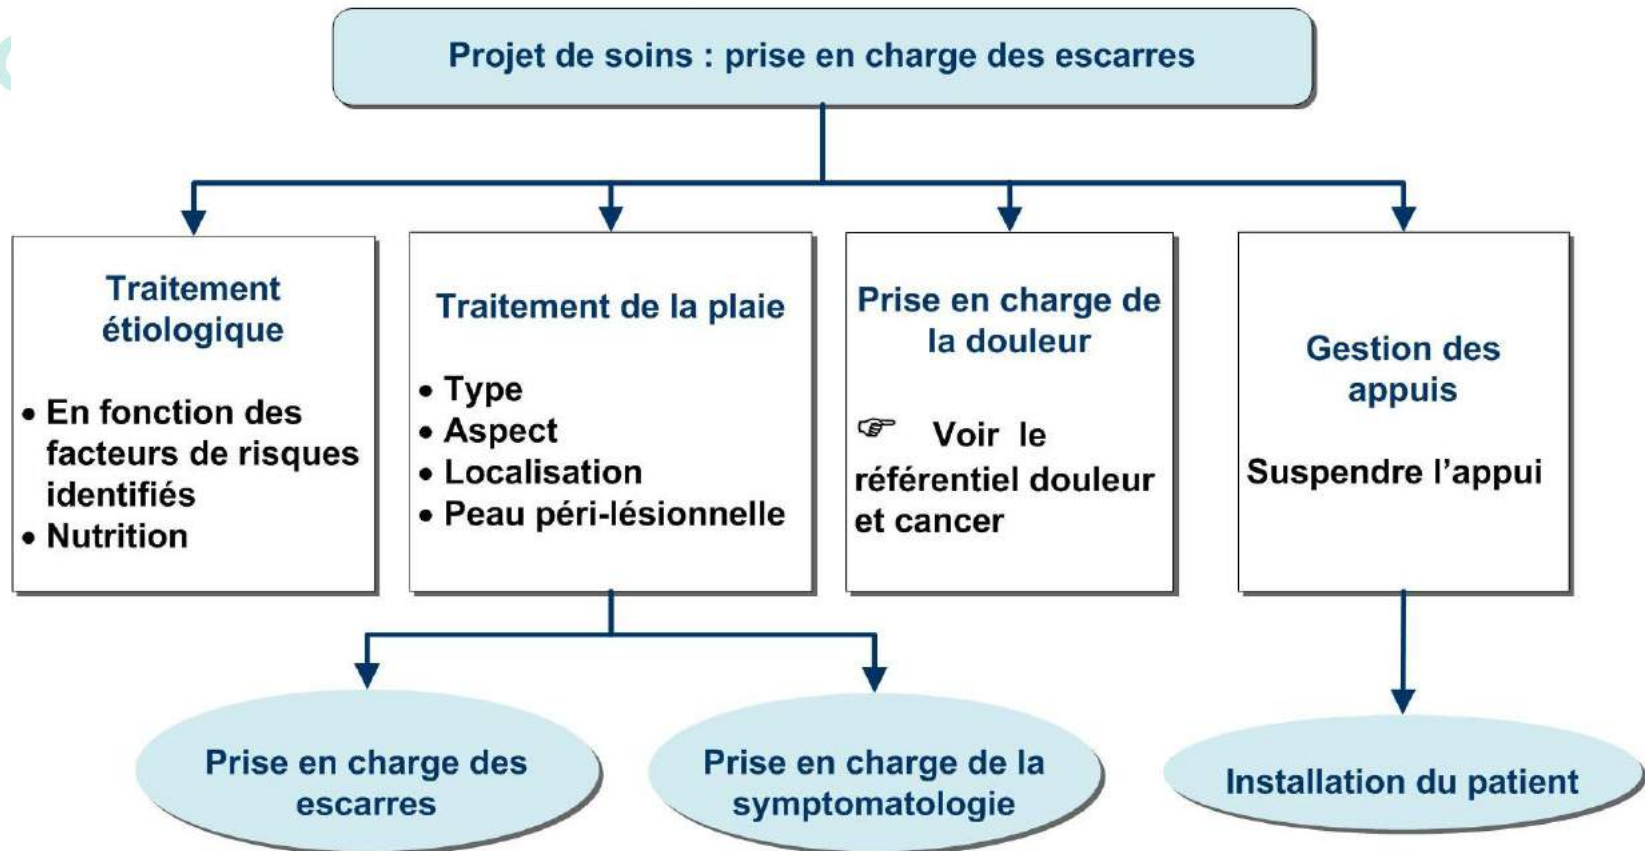 Projet de soins : prise en charge des escarres
Traitement
étiologique
• En fonction des
facteurs de risques
identifiés
• Nutrition
Traitement de la plaie
• Type
• Aspect
• Localisation
• Peau péri-lésionnelle
Prise en charge de
la douleur
☞ Voir le
référentiel douleur
et cancer
Gestion des
appuis
Suspendre l’appui
Prise en charge des
escarres
Prise en charge de la
symptomatologie
Installation du patient